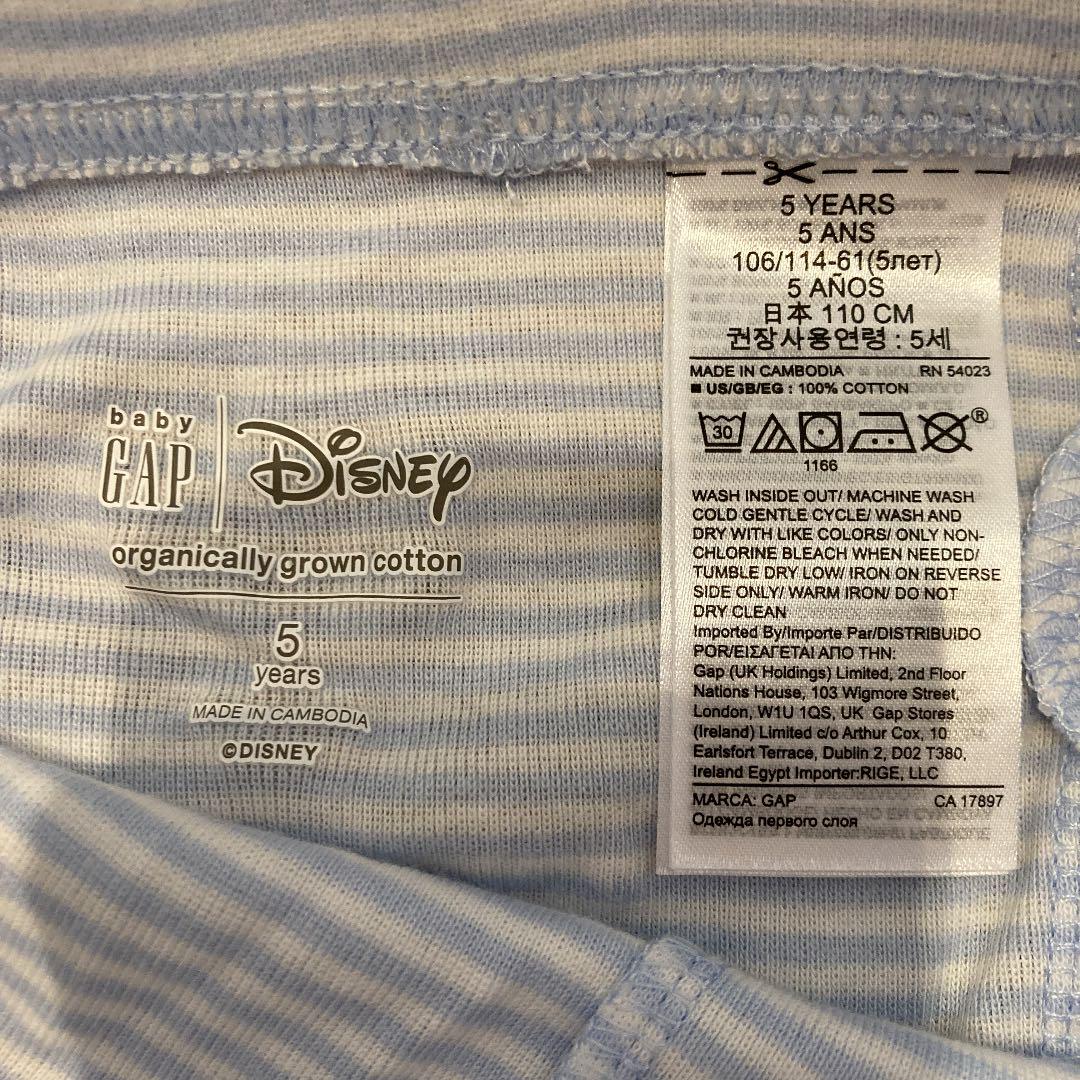 baby
GAP
Disney
organically grown cotton
5
years
MADE IN CAMBODIA
©DISNEY
5 YEARS
5 ANS
106/114-61(5лет)
5 AÑOS
日本 110 CM
권장사용연령 : 5세
MADE IN CAMBODIA RN 54023
■ US/GB/EG : 100% COTTON
30
®
1166
WASH INSIDE OUT/ MACHINE WASH
COLD GENTLE CYCLE/ WASH AND
DRY WITH LIKE COLORS/ ONLY NON-
CHLORINE BLEACH WHEN NEEDED/
TUMBLE DRY LOW/ IRON ON REVERSE
SIDE ONLY/ WARM IRON/ DO NOT
DRY CLEAN
Imported By/Importe Par/DISTRIBUIDO
POR/ΕΙΣΑΓΕΤΑΙ ΑΠΟ ΤΗΝ:
Gap (UK Holdings) Limited, 2nd Floor
Nations House, 103 Wigmore Street,
London, W1U 1QS, UK Gap Stores
(Ireland) Limited c/o Arthur Cox, 10
Earlsfort Terrace, Dublin 2, D02 T380,
Ireland Egypt Importer:RIGE, LLC
MARCA: GAP CA 17897
Одежда первого слоя